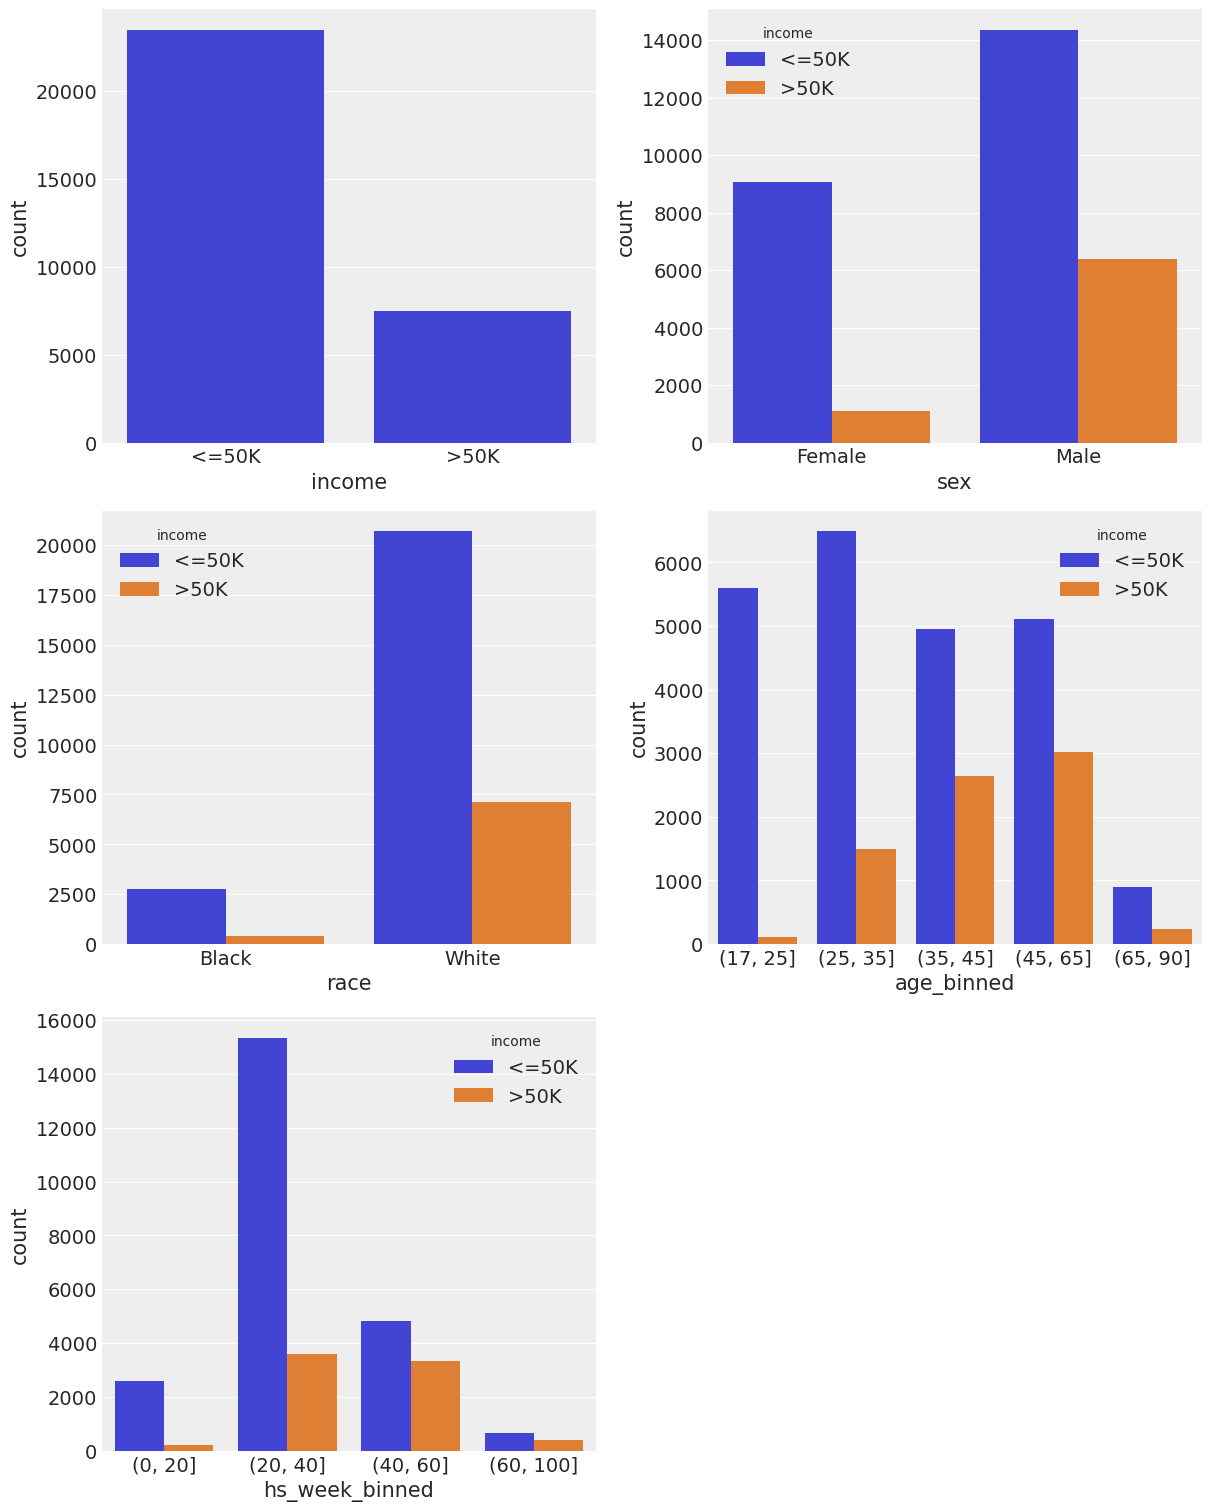 count
20000
15000
10000
5000
0
<=50K >50K
income
count
14000
12000
10000
8000
6000
4000
2000
0
income
<=50K
>50K
Female Male
sex
count
20000
17500
15000
12500
10000
7500
5000
2500
0
income
<=50K
>50K
Black White
race
count
6000
5000
4000
3000
2000
1000
0
income
<=50K
>50K
(17, 25] (25, 35] (35, 45] (45, 65] (65, 90]
age_binned
count
16000
14000
12000
10000
8000
6000
4000
2000
0
income
<=50K
>50K
(0, 20] (20, 40] (40, 60] (60, 100]
hs_week_binned